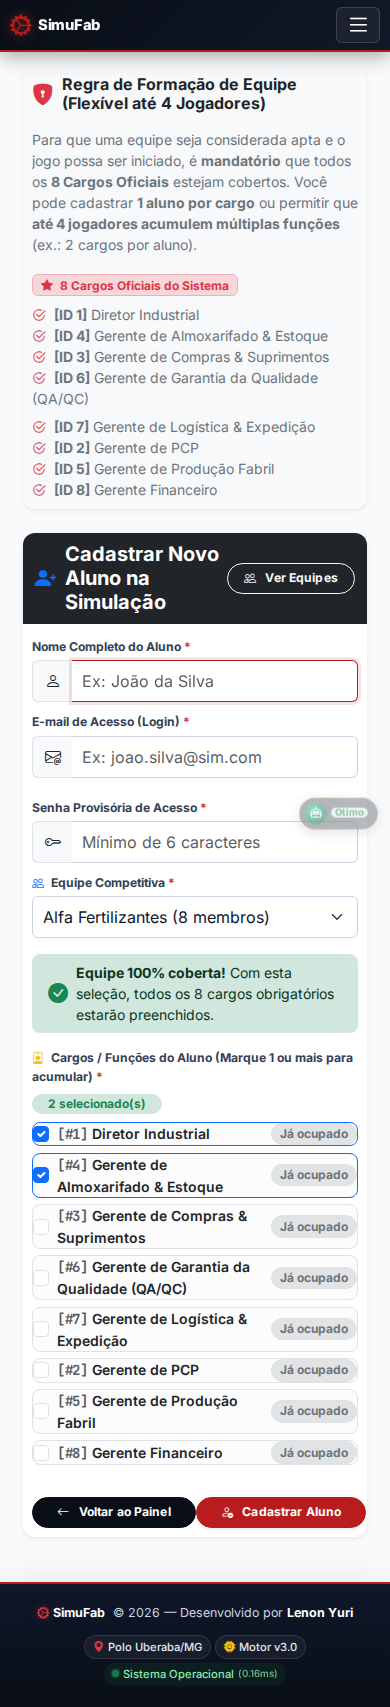 SimuFab
Regra de Formação de Equipe
(Flexível até 4 Jogadores)
Para que uma equipe seja considerada apta e o
jogo possa ser iniciado, é mandatório que todos
os 8 Cargos Oficiais estejam cobertos. Você
pode cadastrar 1 aluno por cargo ou permitir que
até 4 jogadores acumulem múltiplas funções
(ex.: 2 cargos por aluno).
8 Cargos Oficiais do Sistema
[ID 1] Diretor Industrial
[ID 4] Gerente de Almoxarifado & Estoque
[ID 3] Gerente de Compras & Suprimentos
[ID 6] Gerente de Garantia da Qualidade
(QA/QC)
[ID 7] Gerente de Logística & Expedição
[ID 2] Gerente de PCP
[ID 5] Gerente de Produção Fabril
[ID 8] Gerente Financeiro
Cadastrar Novo
Aluno na
Simulação
Ver Equipes
Nome Completo do Aluno *
Ex: João da Silva
E-mail de Acesso (Login) *
Ex: joao.silva@sim.com
Senha Provisória de Acesso *
Ótimo
Mínimo de 6 caracteres
Equipe Competitiva *
Alfa Fertilizantes (8 membros)
Equipe 100% coberta! Com esta
seleção, todos os 8 cargos obrigatórios
estarão preenchidos.
Cargos / Funções do Aluno (Marque 1 ou mais para
acumular) *
2 selecionado(s)
[#1] Diretor Industrial Já ocupado
[#4] Gerente de
Almoxarifado & Estoque Já ocupado
[#3] Gerente de Compras &
Suprimentos Já ocupado
[#6] Gerente de Garantia da
Qualidade (QA/QC) Já ocupado
[#7] Gerente de Logística &
Expedição Já ocupado
[#2] Gerente de PCP Já ocupado
[#5] Gerente de Produção
Fabril Já ocupado
[#8] Gerente Financeiro Já ocupado
Voltar ao Painel Cadastrar Aluno
SimuFab © 2026 — Desenvolvido por Lenon Yuri
Polo Uberaba/MG Motor v3.0
Sistema Operacional (0.16ms)